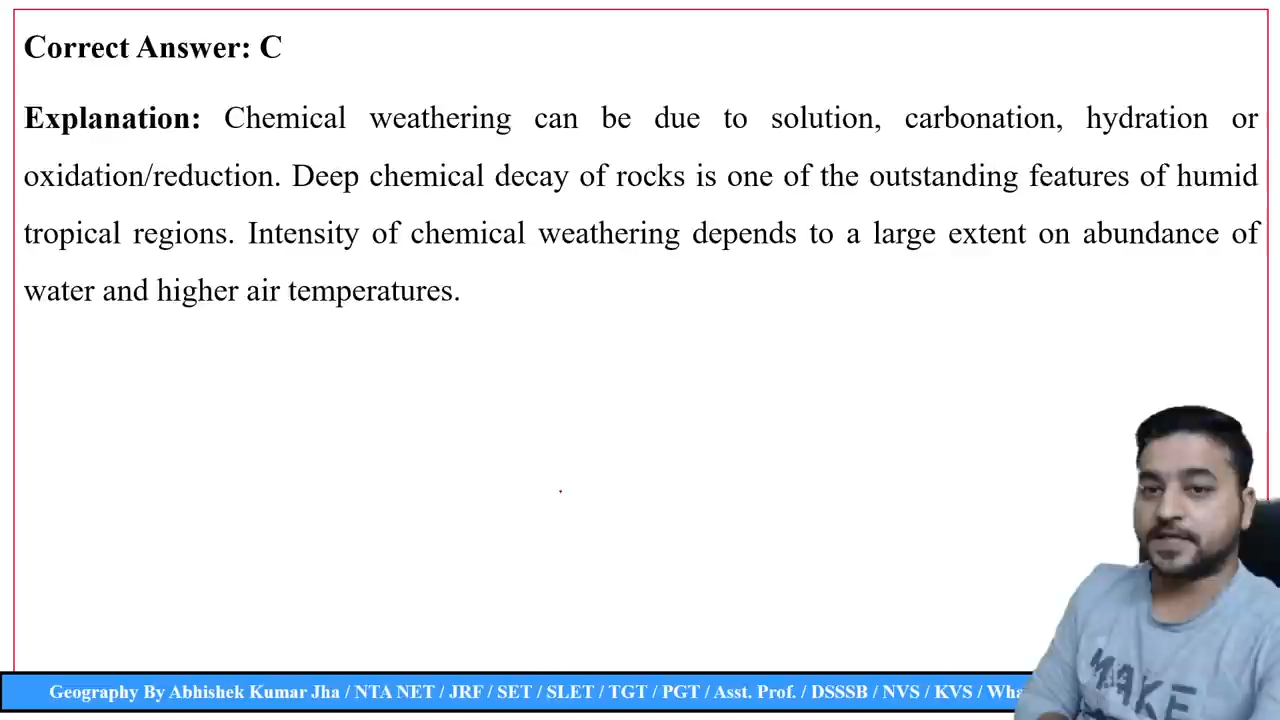 Correct Answer: C
Explanation: Chemical weathering can be due to solution, carbonation, hydration or
oxidation/reduction. Deep chemical decay of rocks is one of the outstanding features of humid
tropical regions. Intensity of chemical weathering depends to a large extent on abundance of
water and higher air temperatures.
MAKE
Geography By Abhishek Kumar Jha / NTA NET / JRF / SET / SLET / TGT / PGT / Asst. Prof. / DSSSB / NVS / KVS /